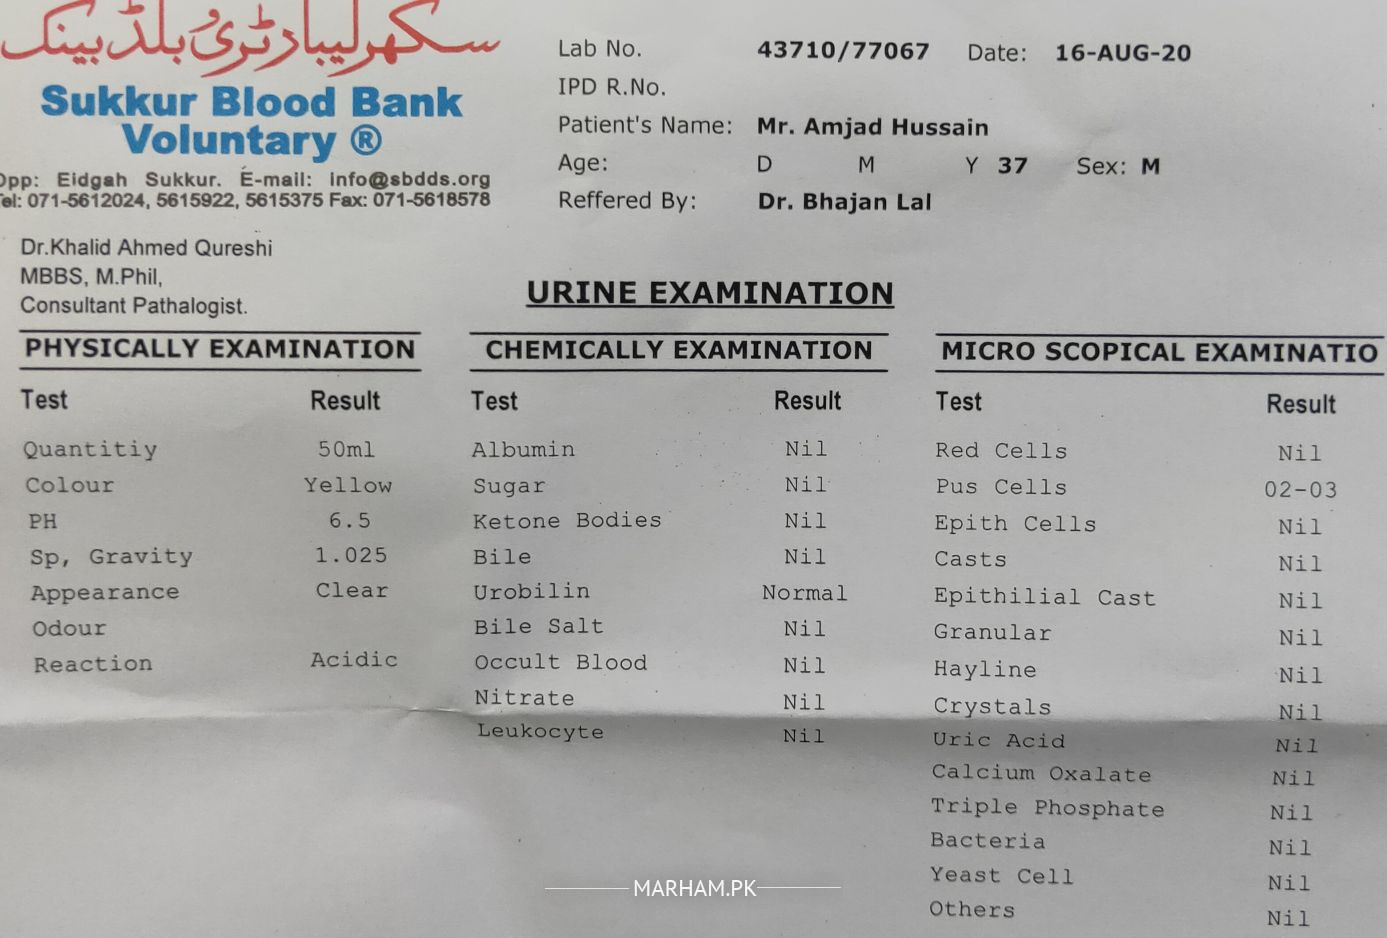 سکھر لیبارٹری بلڈ بینک
Sukkur Blood Bank
Voluntary ®
Opp: Eidgah Sukkur. E-mail: info@sbdds.org
Tel: 071-5612024, 5615922, 5615375 Fax: 071-5618578
Dr.Khalid Ahmed Qureshi
MBBS, M.Phil,
Consultant Pathalogist.
Lab No. 43710/77067 Date: 16-AUG-20
IPD R.No.
Patient's Name: Mr. Amjad Hussain
Age: D M Y 37 Sex: M
Reffered By: Dr. Bhajan Lal
URINE EXAMINATION
PHYSICALLY EXAMINATION
Test Result
Quantitiy 50ml
Colour Yellow
PH 6.5
Sp, Gravity 1.025
Appearance Clear
Odour
Reaction Acidic
CHEMICALLY EXAMINATION
Test Result
Albumin Nil
Sugar Nil
Ketone Bodies Nil
Bile Nil
Urobilin Normal
Bile Salt Nil
Occult Blood Nil
Nitrate Nil
Leukocyte Nil
MICRO SCOPICAL EXAMINATIO
Test Result
Red Cells Nil
Pus Cells 02-03
Epith Cells Nil
Casts Nil
Epithilial Cast Nil
Granular Nil
Hayline Nil
Crystals Nil
Uric Acid Nil
Calcium Oxalate Nil
Triple Phosphate Nil
Bacteria Nil
Yeast Cell Nil
Others Nil
MARHAM.PK